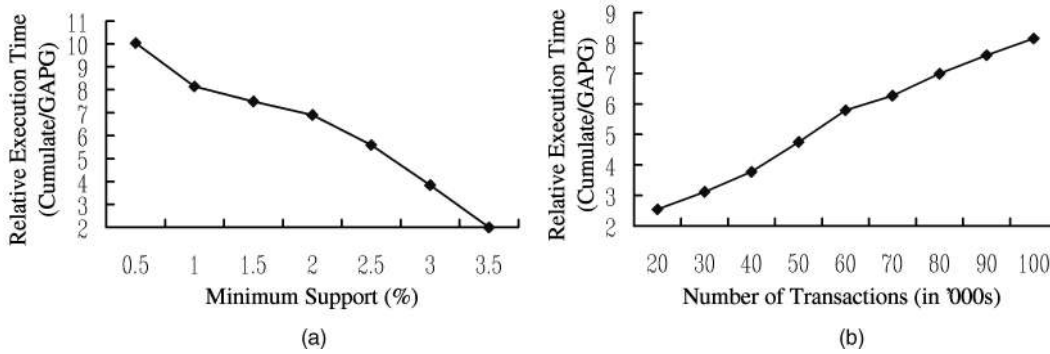 Relative Execution Time
(Cumulate/GAPG)
11
10
9
8
7
6
5
4
3
2
0.5 1 1.5 2 2.5 3 3.5
Minimum Support (%)
(a)
Relative Execution Time
(Cumulate/GAPG)
9
8
7
6
5
4
3
2
20 30 40 50 60 70 80 90 100
Number of Transactions (in '000s)
(b)